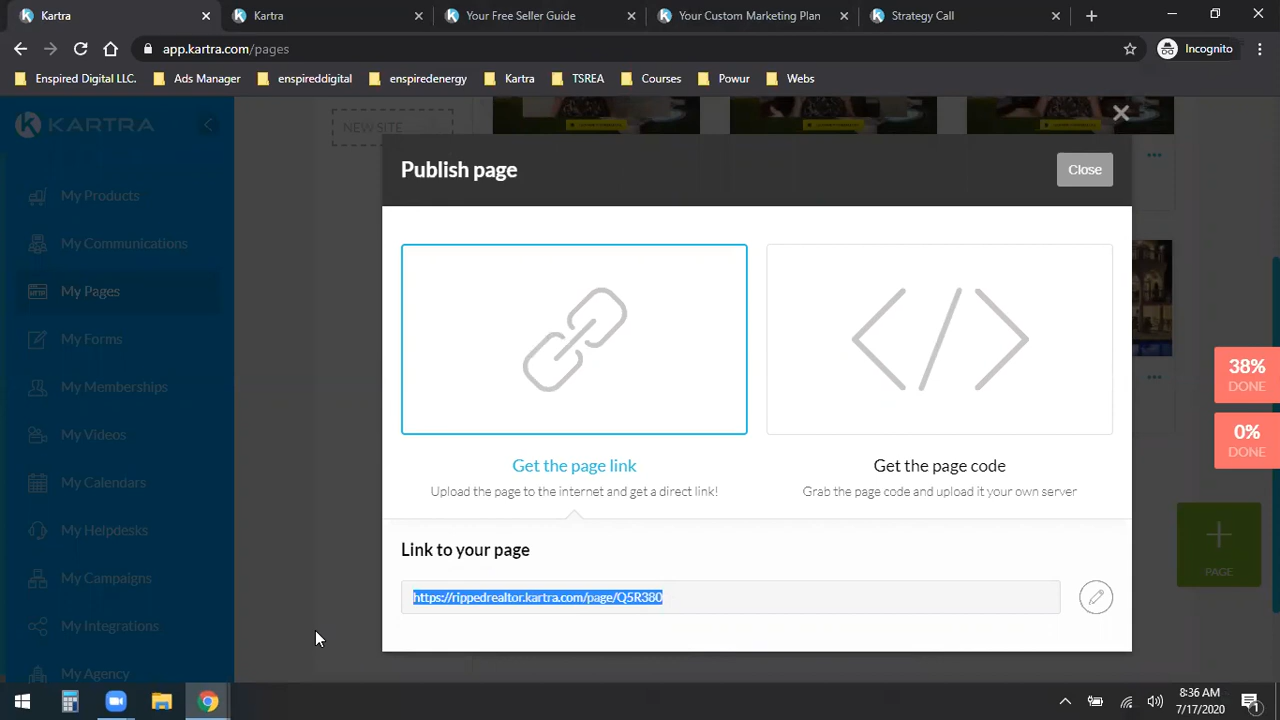 Kartra
Kartra
Your Free Seller Guide
Your Custom Marketing Plan
Strategy Call
app.kartra.com/pages
Incognito
Enspired Digital LLC.
Ads Manager
enspireddigital
enspiredenergy
Kartra
TSREA
Courses
Powur
Webs
KARTRA
NEW SITE
My Products
My Communications
My Pages
My Forms
My Memberships
My Videos
My Calendars
My Helpdesks
My Campaigns
My Integrations
My Agency
Publish page
Close
Get the page link
Upload the page to the internet and get a direct link!
Get the page code
Grab the page code and upload it your own server
Link to your page
https://rippedrealtor.kartra.com/page/Q5R380
38%
DONE
0%
DONE
PAGE
8:36 AM
7/17/2020